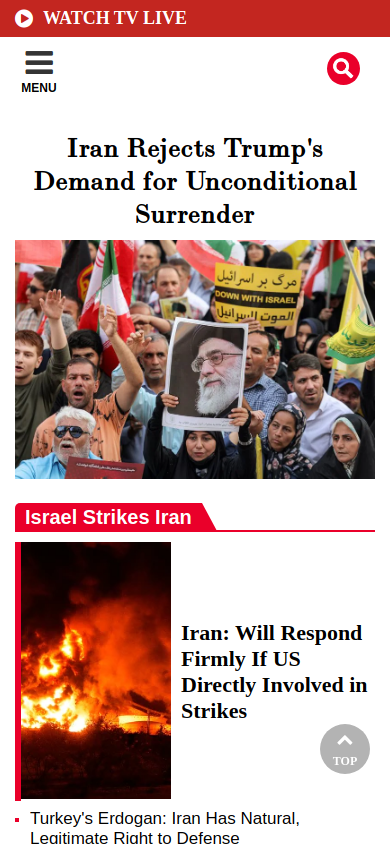 WATCH TV LIVE
MENU
Iran Rejects Trump's
Demand for Unconditional
Surrender
مرگ بر اسرائیل
DOWN WITH ISRAEL
الموت لاسرائيل
Israel Strikes Iran
Iran: Will Respond
Firmly If US
Directly Involved in
Strikes
TOP
Turkey's Erdogan: Iran Has Natural,
Legitimate Right to Defense